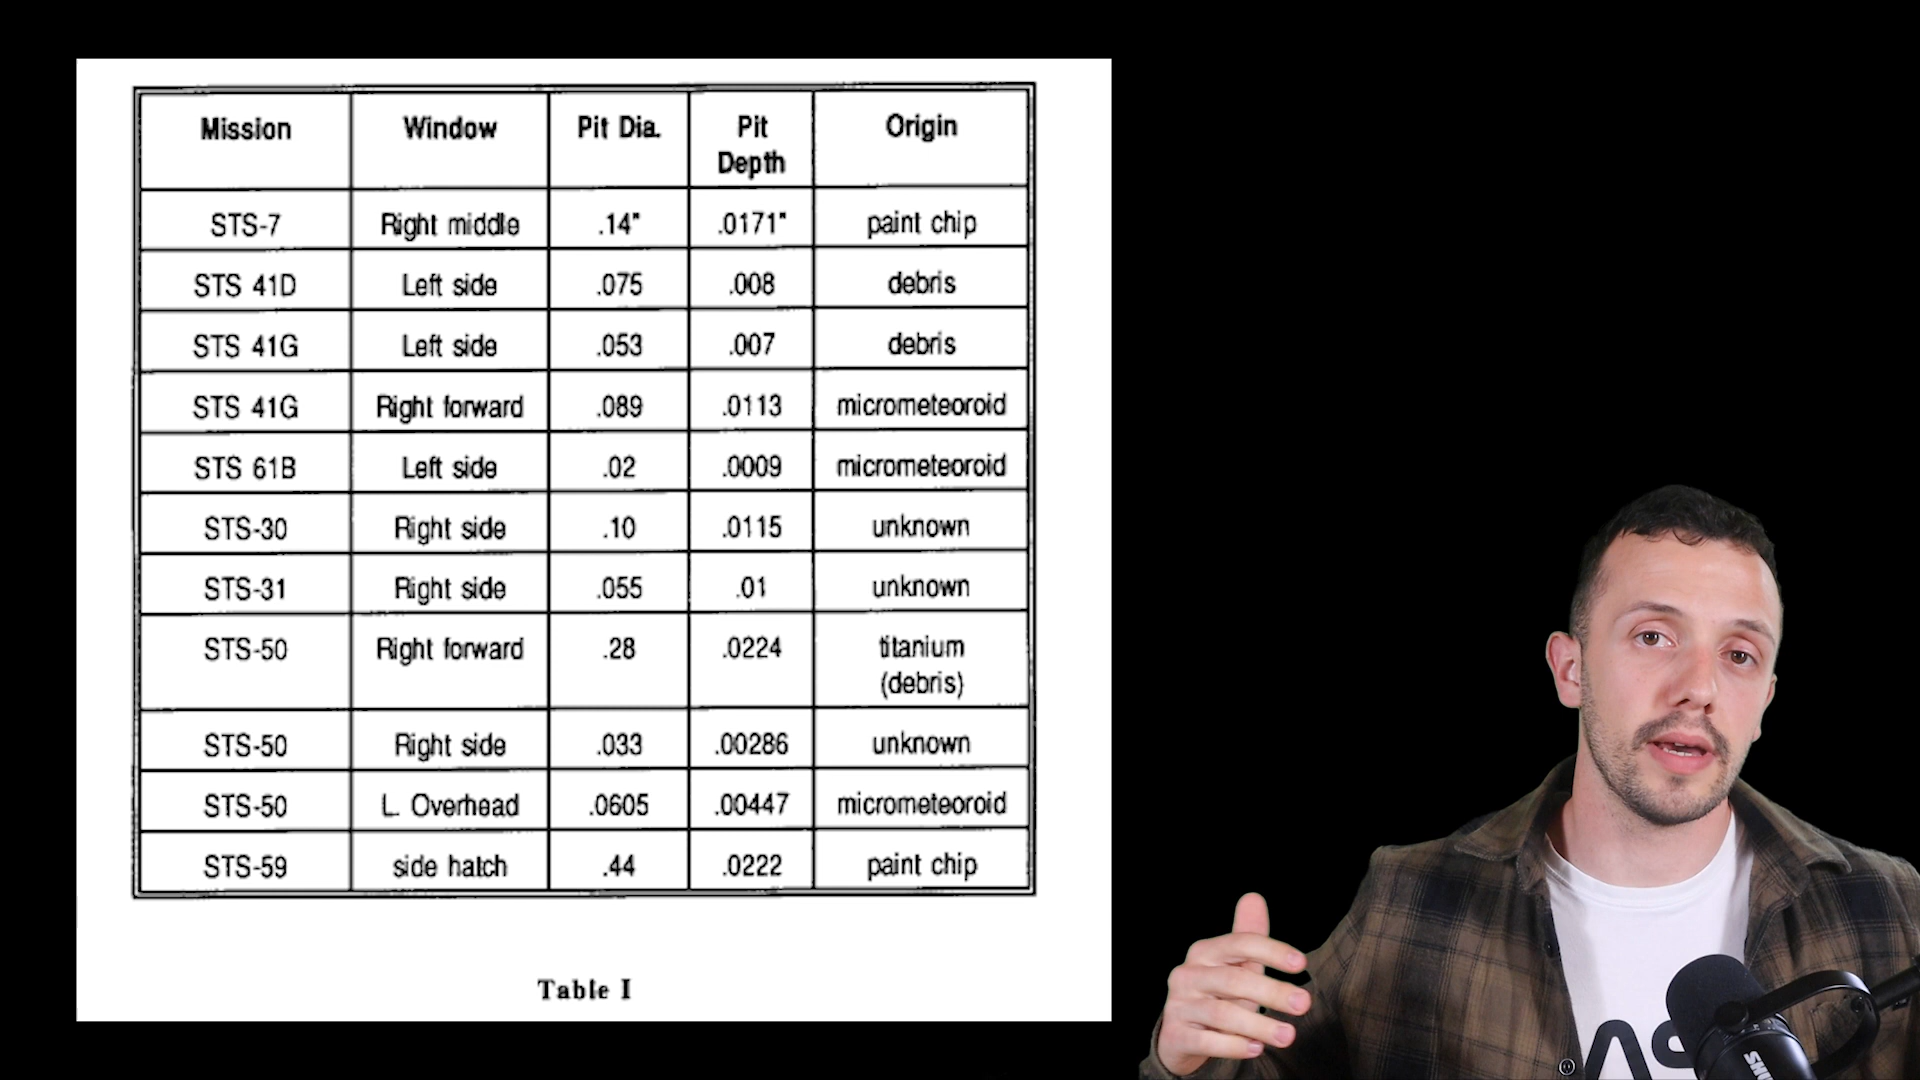 Mission Window Pit Dia. Pit Depth Origin
STS-7 Right middle .14" .0171" paint chip
STS 41D Left side .075 .008 debris
STS 41G Left side .053 .007 debris
STS 41G Right forward .089 .0113 micrometeoroid
STS 61B Left side .02 .0009 micrometeoroid
STS-30 Right side .10 .0115 unknown
STS-31 Right side .055 .01 unknown
STS-50 Right forward .28 .0224 titanium (debris)
STS-50 Right side .033 .00286 unknown
STS-50 L. Overhead .0605 .00447 micrometeoroid
STS-59 side hatch .44 .0222 paint chip
Table I